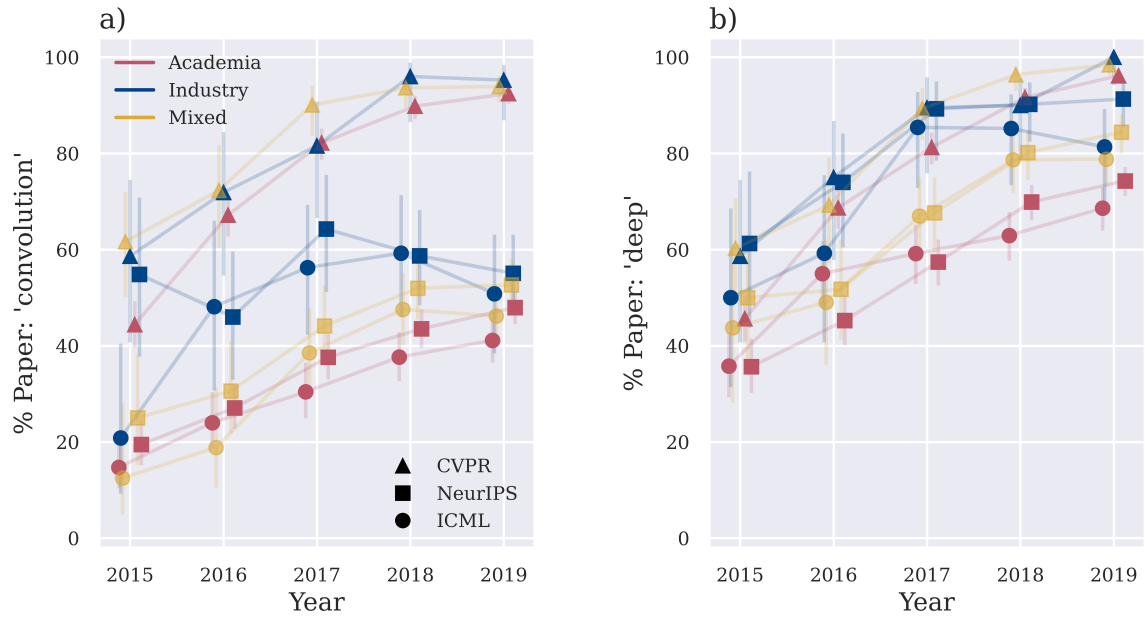 a)
% Paper: 'convolution'
100
80
60
40
20
0
Academia
Industry
Mixed
CVPR
NeurIPS
ICML
2015 2016 2017 2018 2019
Year
b)
% Paper: 'deep'
100
80
60
40
20
0
2015 2016 2017 2018 2019
Year